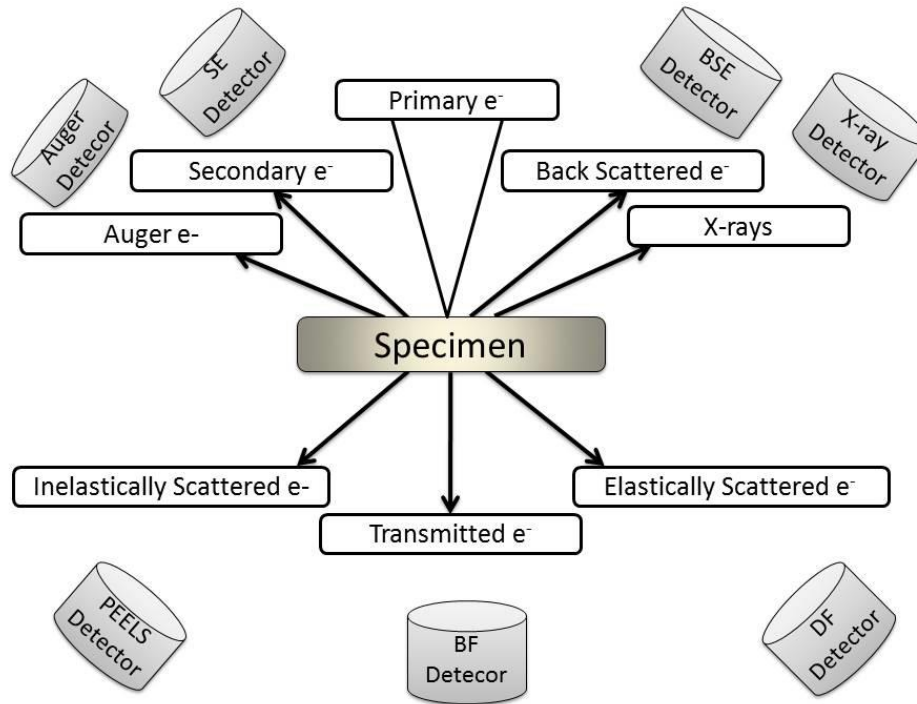 SE
Detector
BSE
Detector
Auger
Detecor
X-ray
Detector
Primary e⁻
Secondary e⁻
Back Scattered e⁻
Auger e-
X-rays
Specimen
Inelastically Scattered e-
Elastically Scattered e⁻
Transmitted e⁻
PEELS
Detector
BF
Detecor
DF
Detector